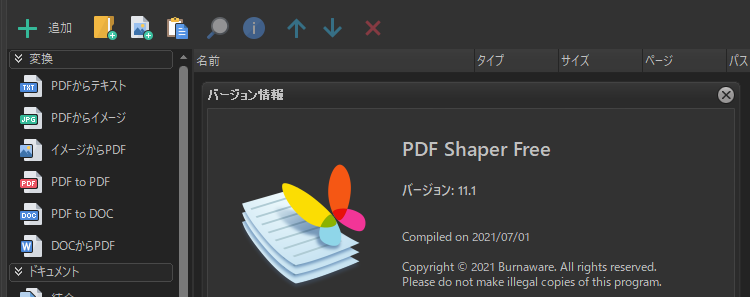 追加
変換
名前
タイプ
サイズ
ページ
パス
TXT PDFからテキスト
JPG PDFからイメージ
イメージからPDF
PDF PDF to PDF
DOC PDF to DOC
W DOCからPDF
ドキュメント
バージョン情報
PDF Shaper Free
バージョン: 11.1
Compiled on 2021/07/01
Copyright © 2021 Burnaware. All rights reserved.
Please do not make illegal copies of this program.